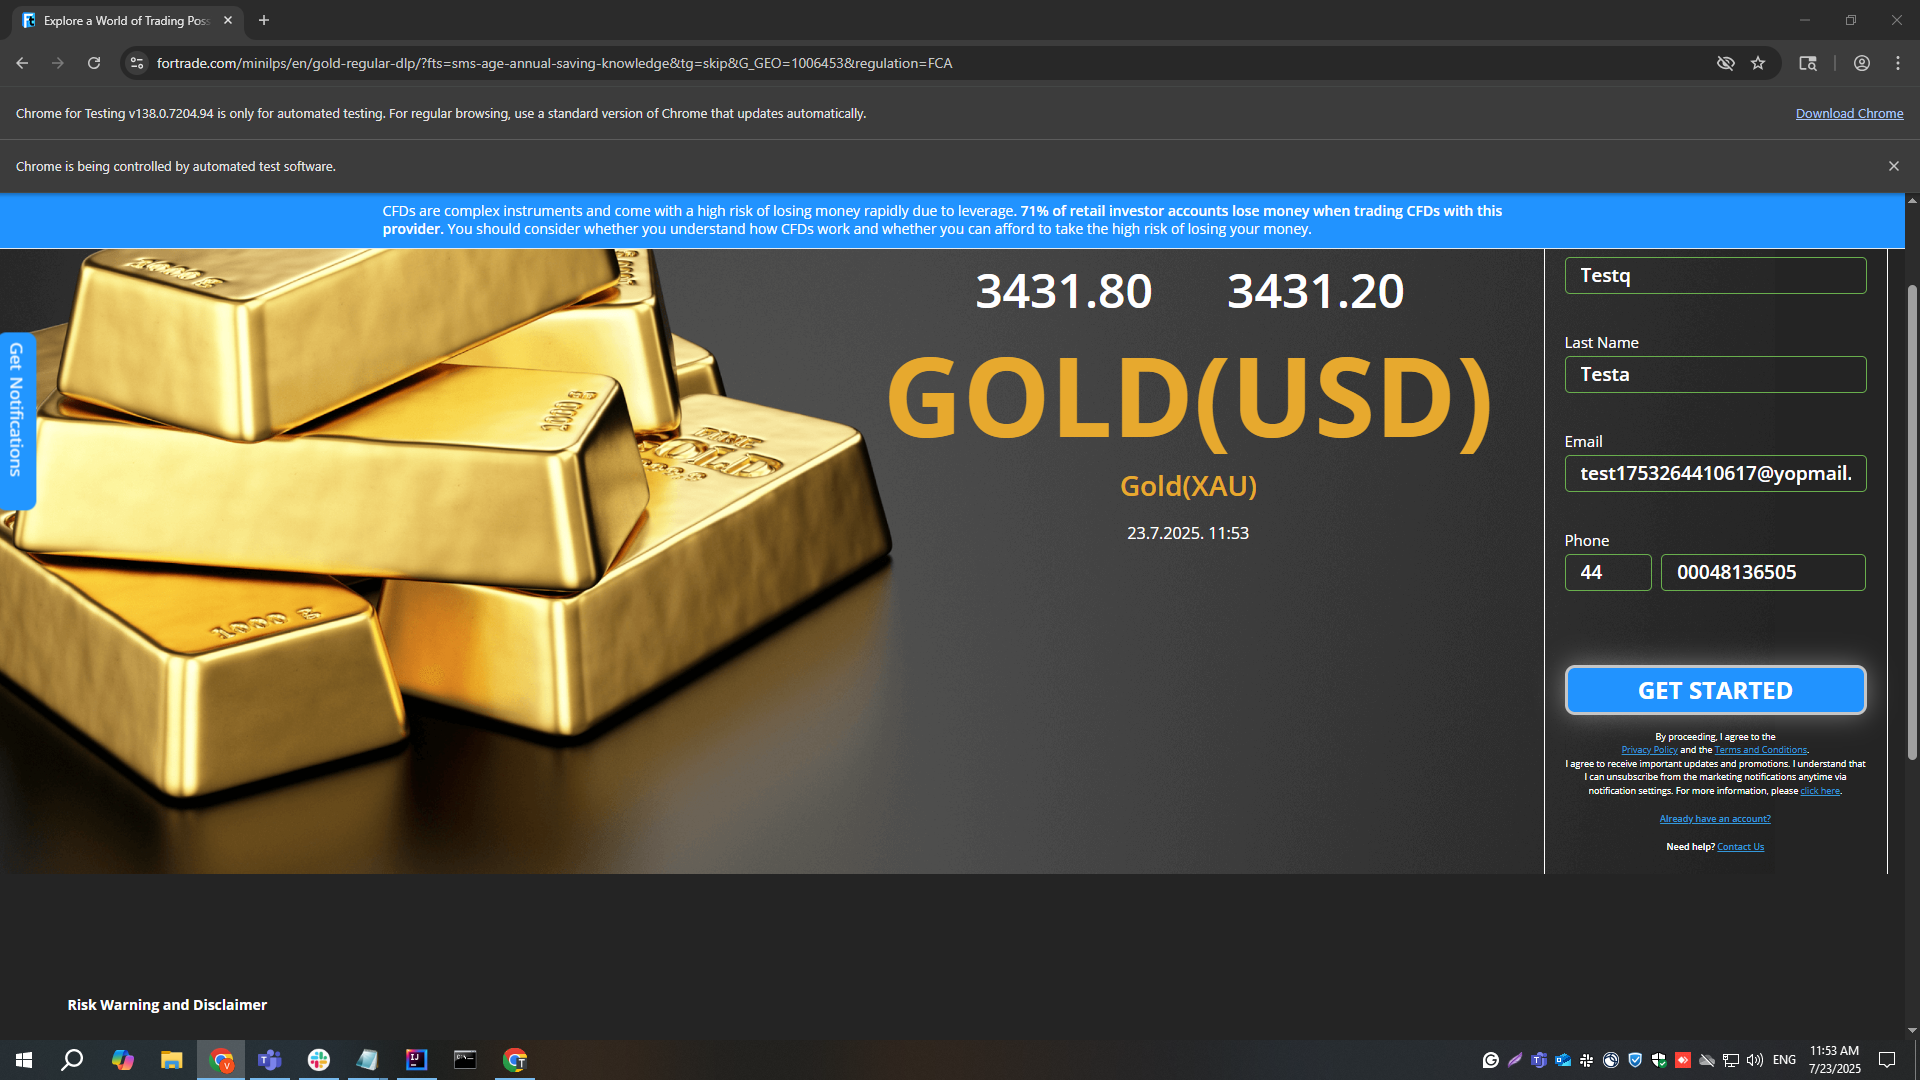 Explore a World of Trading Pos
fortrade.com/minilps/en/gold-regular-dlp/?fts=sms-age-annual-saving-knowledge&tg=skip&G_GEO=1006453&regulation=FCA
Chrome for Testing v138.0.7204.94 is only for automated testing. For regular browsing, use a standard version of Chrome that updates automatically.
Download Chrome
Chrome is being controlled by automated test software.
CFDs are complex instruments and come with a high risk of losing money rapidly due to leverage. 71% of retail investor accounts lose money when trading CFDs with this
provider. You should consider whether you understand how CFDs work and whether you can afford to take the high risk of losing your money.
Get Notifications
3431.80 3431.20
GOLD(USD)
Gold(XAU)
23.7.2025. 11:53
1000 g
Testq
Last Name
Testa
Email
test1753264410617@yopmail.
Phone
44 00048136505
GET STARTED
By proceeding, I agree to the
Privacy Policy and the Terms and Conditions.
I agree to receive important updates and promotions. I understand that
I can unsubscribe from the marketing notifications anytime via
notification settings. For more information, please click here.
Already have an account?
Need help? Contact Us
Risk Warning and Disclaimer
ENG
11:53 AM
7/23/2025